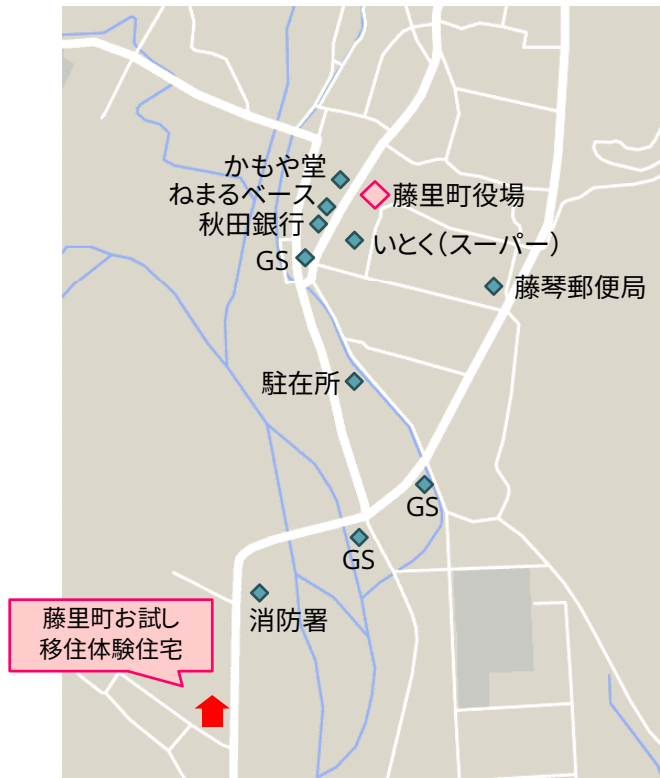 かもや堂
ねまるベース
藤里町役場
秋田銀行
いとく(スーパー)
GS
藤琴郵便局
駐在所
GS
GS
消防署
藤里町お試し
移住体験住宅